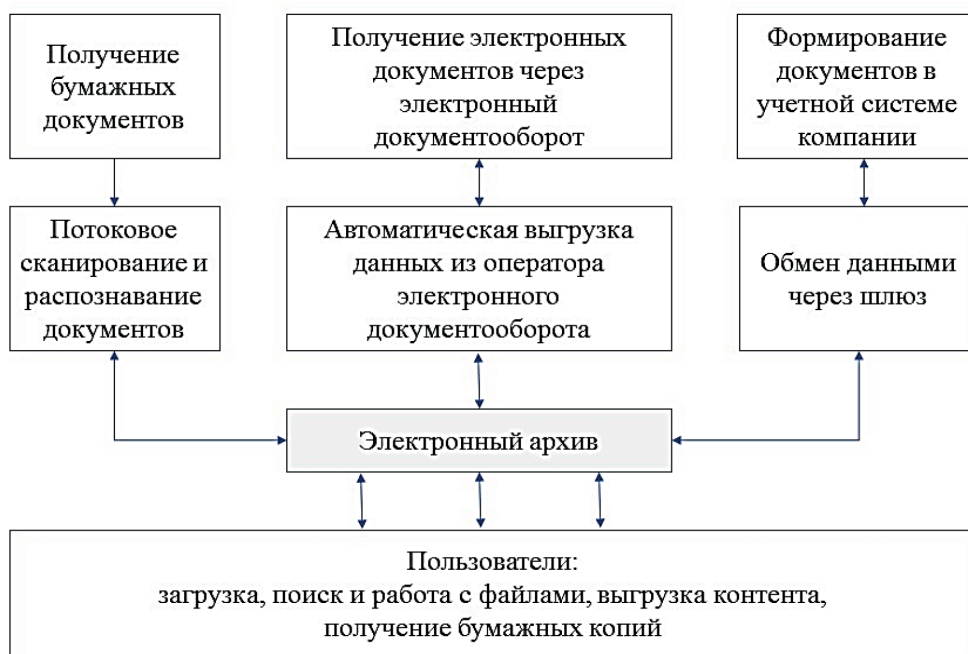 Получение
бумажных
документов
Получение электронных
документов через
электронный
документооборот
Формирование
документов в
учетной системе
компании
Потоковое
сканирование и
распознавание
документов
Автоматическая выгрузка
данных из оператора
электронного
документооборота
Обмен данными
через шлюз
Электронный архив
Пользователи:
загрузка, поиск и работа с файлами, выгрузка контента,
получение бумажных копий